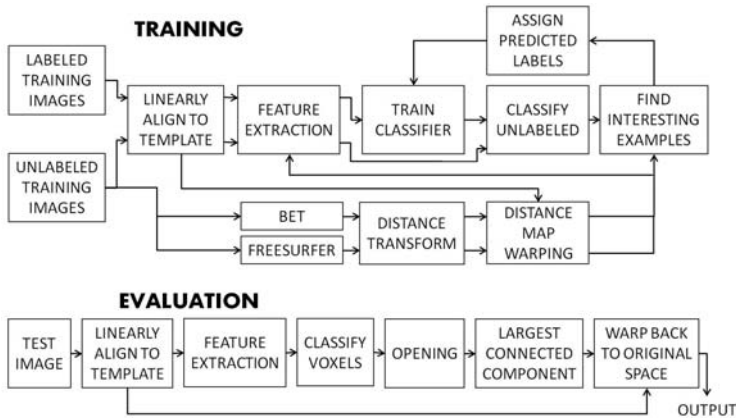 TRAINING
ASSIGN
PREDICTED
LABELS
LABELED
TRAINING
IMAGES
LINEARLY
ALIGN TO
TEMPLATE
FEATURE
EXTRACTION
TRAIN
CLASSIFIER
CLASSIFY
UNLABELED
FIND
INTERESTING
EXAMPLES
UNLABELED
TRAINING
IMAGES
BET
FREESURFER
DISTANCE
TRANSFORM
DISTANCE
MAP
WARPING
EVALUATION
TEST
IMAGE
LINEARLY
ALIGN TO
TEMPLATE
FEATURE
EXTRACTION
CLASSIFY
VOXELS
OPENING
LARGEST
CONNECTED
COMPONENT
WARP BACK
TO ORIGINAL
SPACE
OUTPUT